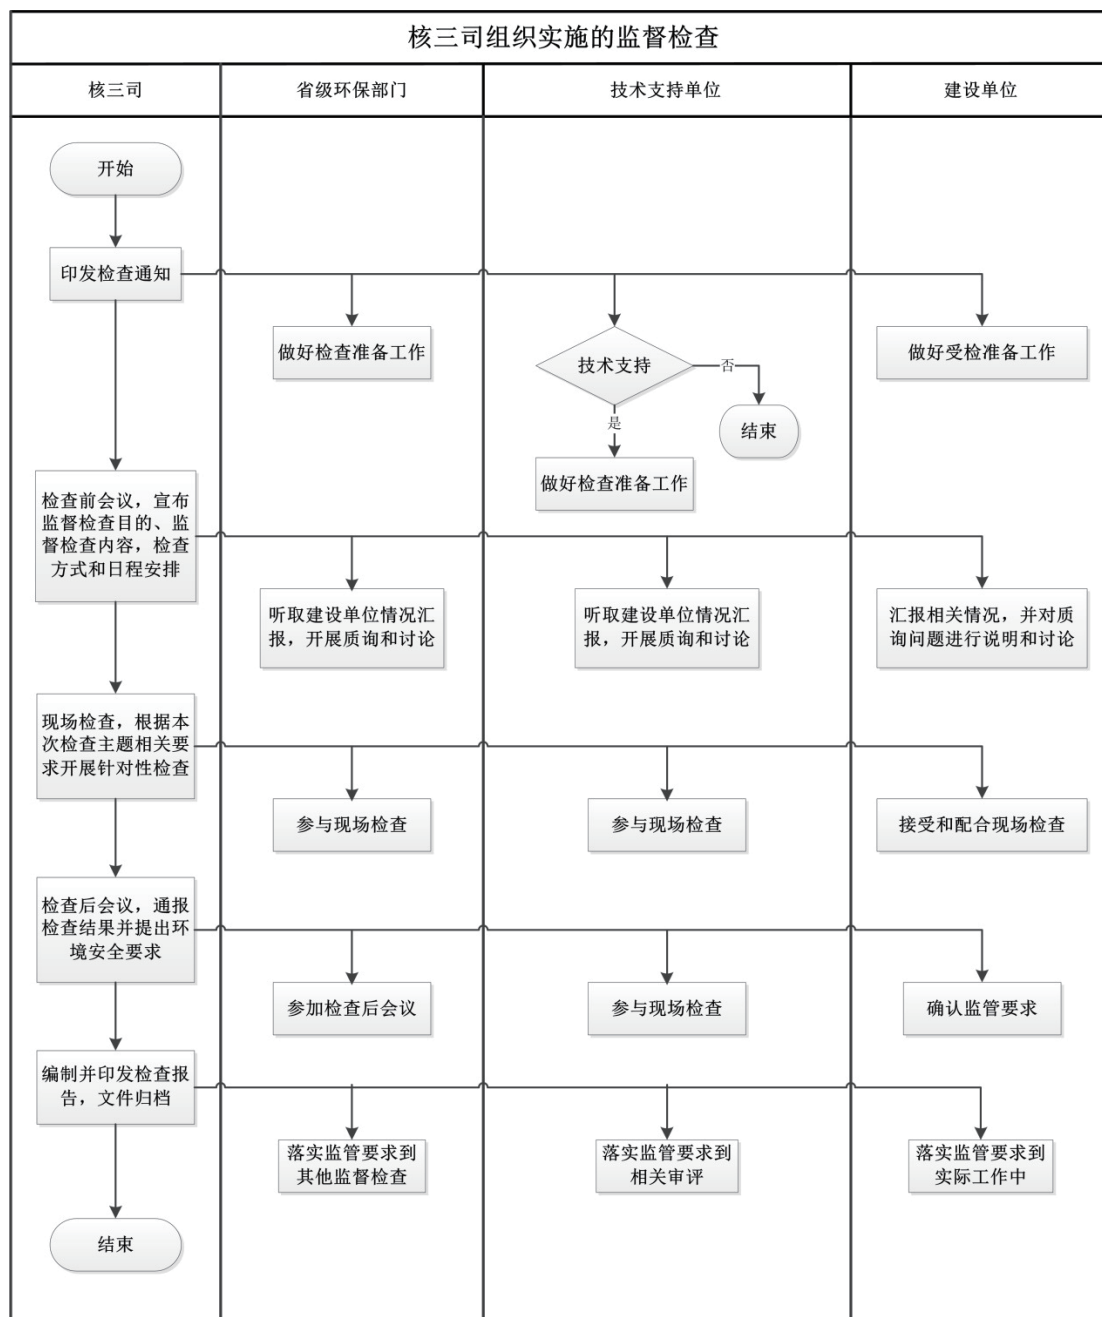 核三司组织实施的监督检查
核三司
省级环保部门
技术支持单位
建设单位
开始
印发检查通知
做好检查准备工作
技术支持
否
结束
是
做好检查准备工作
做好受检准备工作
检查前会议，宣布
监督检查目的、监
督检查内容，检查
方式和日程安排
听取建设单位情况汇
报，开展质询和讨论
听取建设单位情况汇
报，开展质询和讨论
汇报相关情况，并对质
询问题进行说明和讨论
现场检查，根据本
次检查主题相关要
求开展针对性检查
参与现场检查
参与现场检查
接受和配合现场检查
检查后会议，通报
检查结果并提出环
境安全要求
参加检查后会议
参与现场检查
确认监管要求
编制并印发检查报
告，文件归档
落实监管要求到
其他监督检查
落实监管要求到
相关审评
落实监管要求到
实际工作中
结束